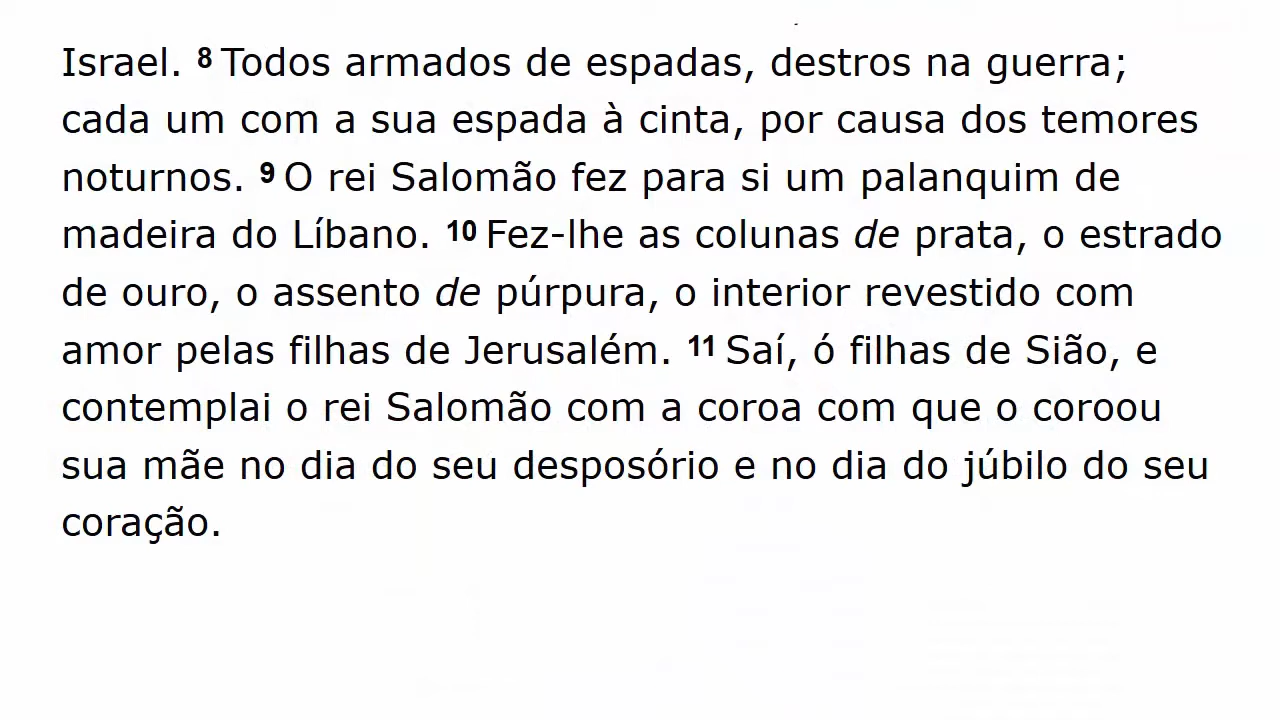 Israel. 8 Todos armados de espadas, destros na guerra;
cada um com a sua espada à cinta, por causa dos temores
noturnos. 9 O rei Salomão fez para si um palanquim de
madeira do Líbano. 10 Fez-lhe as colunas de prata, o estrado
de ouro, o assento de púrpura, o interior revestido com
amor pelas filhas de Jerusalém. 11 Saí, ó filhas de Sião, e
contemplai o rei Salomão com a coroa com que o coroou
sua mãe no dia do seu desposório e no dia do júbilo do seu
coração.